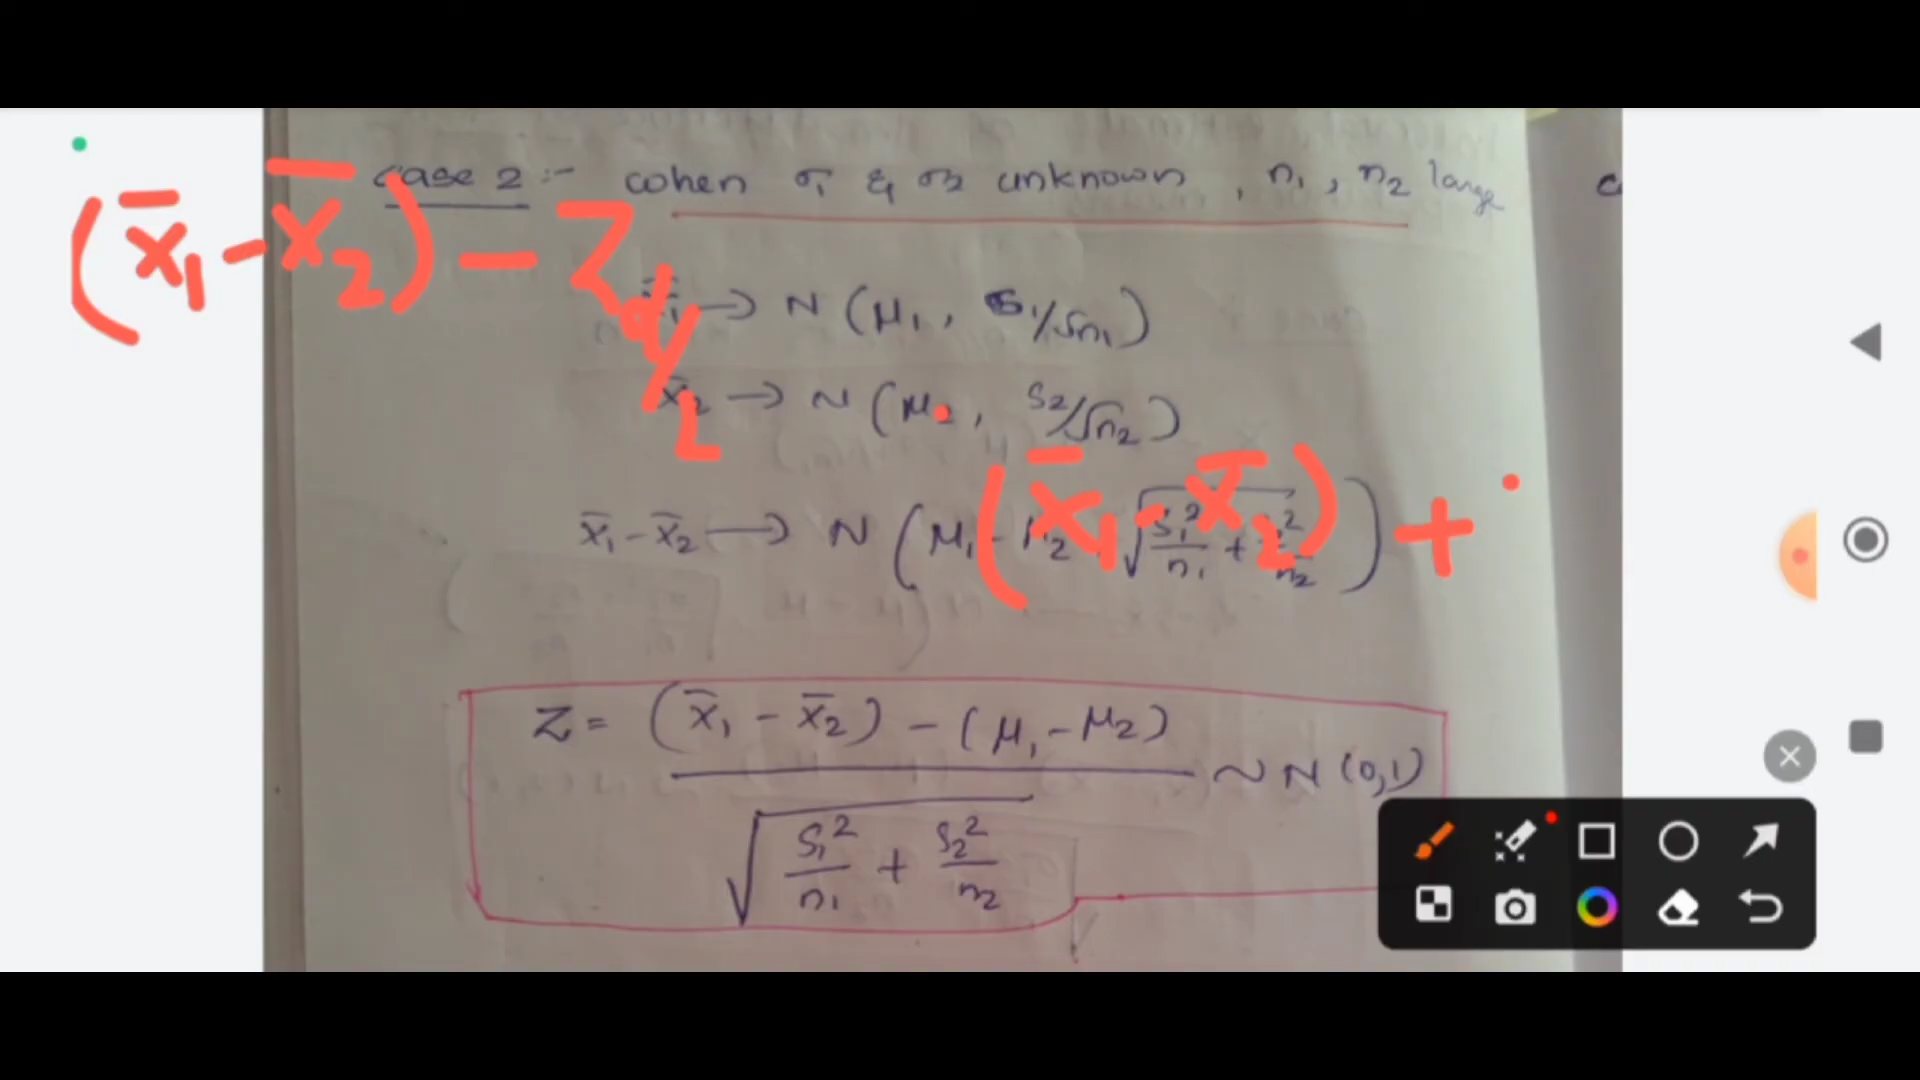 Case 2 :- when σ1 & σ2 unknown, n1, n2 large
(x̄1 - x̄2) - Zα/2
x̄1 → N (μ1, S1/√n1)
x̄2 → N (μ2, S2/√n2)
(x̄1 - x̄2) +
x̄1 - x̄2 → N (μ1 - μ2, √(S1²/n1 + S2²/n2))
Z = ((x̄1 - x̄2) - (μ1 - μ2)) / √(S1²/n1 + S2²/n2) ~ N (0,1)